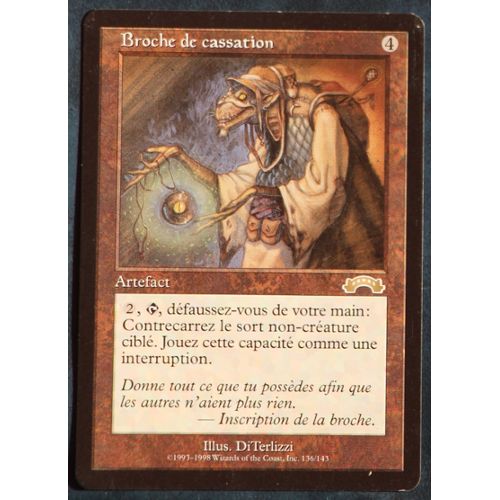 Broche de cassation 4
Artefact
2, , défaussez-vous de votre main:
Contrecarrez le sort non-créature
ciblé. Jouez cette capacité comme une
interruption.
Donne tout ce que tu possèdes afin que
les autres n'aient plus rien.
— Inscription de la broche.
Illus. DiTerlizzi
©1993-1998 Wizards of the Coast, Inc. 136/143